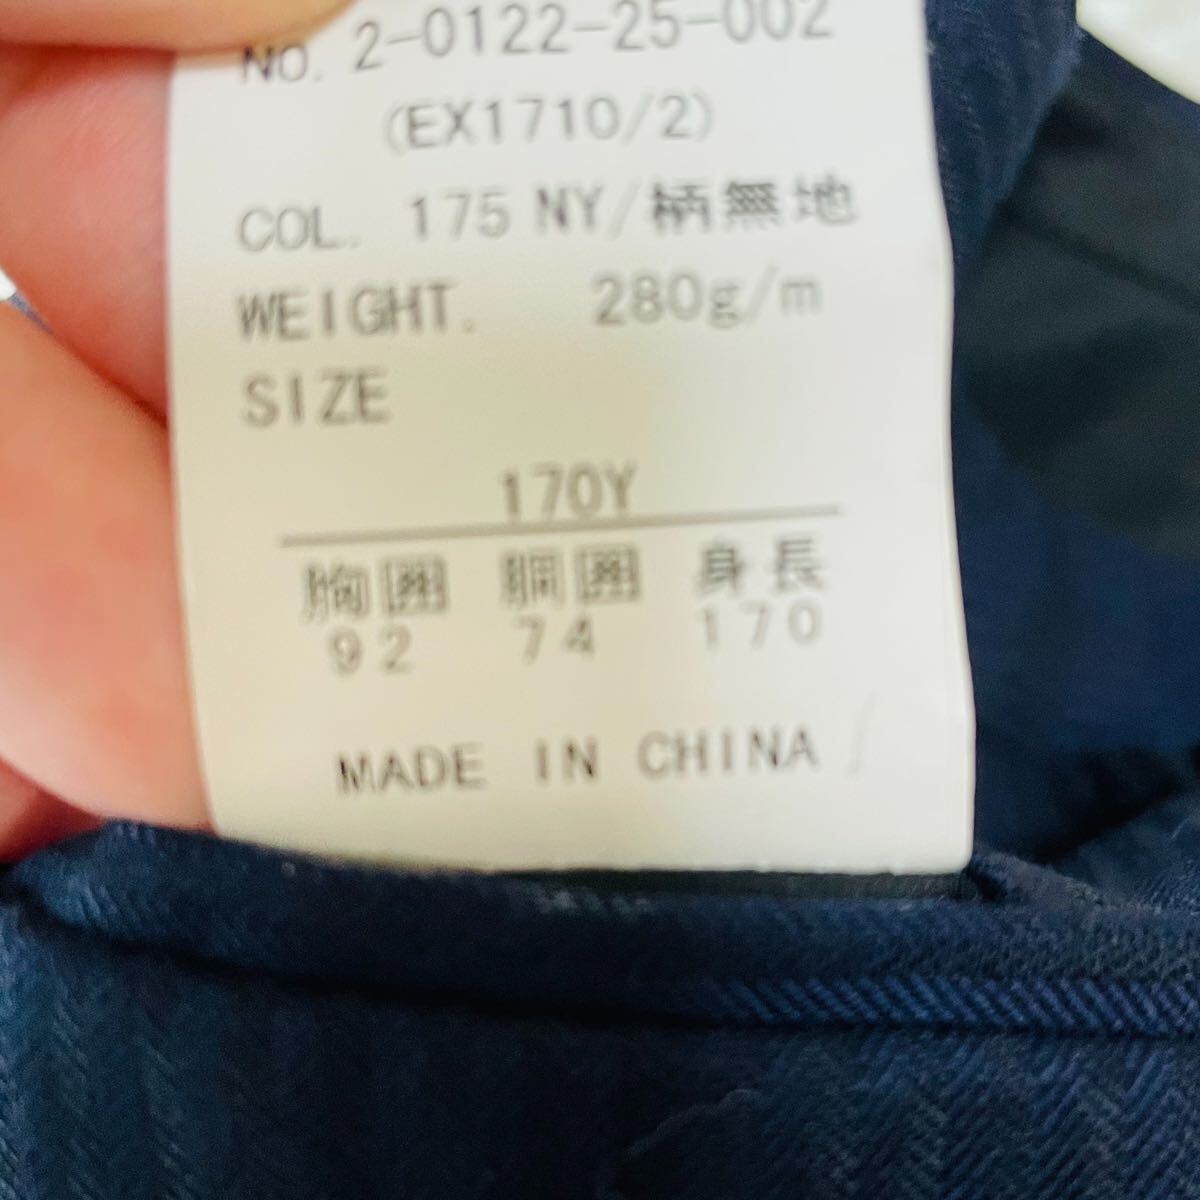 NO. 2-0122-25-002
(EX1710/2)
COL. 175 NY/柄無地
WEIGHT. 280g/m
SIZE
170Y
胸囲 胴囲 身長
92 74 170
MADE IN CHINA